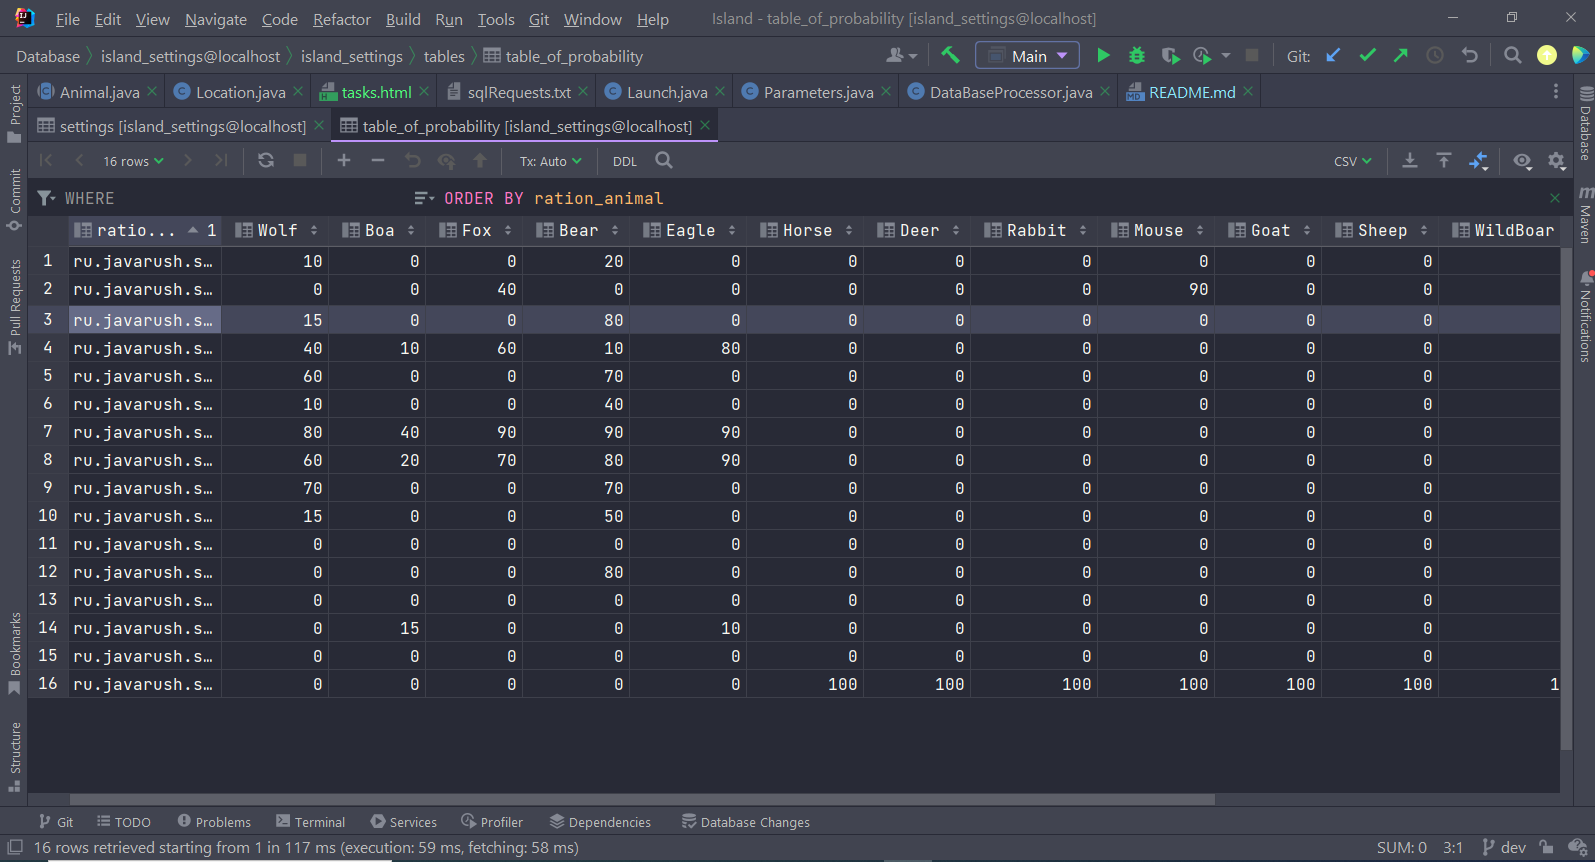 File Edit View Navigate Code Refactor Build Run Tools Git Window Help Island - table_of_probability [island_settings@localhost]
Database island_settings@localhost island_settings tables table_of_probability Main Git:
Animal.java Location.java tasks.html sqlRequests.txt Launch.java Parameters.java DataBaseProcessor.java README.md
settings [island_settings@localhost] table_of_probability [island_settings@localhost]
16 rows Tx: Auto DDL CSV
WHERE ORDER BY ration_animal
ratio... 1 Wolf Boa Fox Bear Eagle Horse Deer Rabbit Mouse Goat Sheep WildBoar
1 ru.javarush.s… 10 0 0 20 0 0 0 0 0 0 0
2 ru.javarush.s… 0 0 40 0 0 0 0 0 90 0 0
3 ru.javarush.s… 15 0 0 80 0 0 0 0 0 0 0
4 ru.javarush.s… 40 10 60 10 80 0 0 0 0 0 0
5 ru.javarush.s… 60 0 0 70 0 0 0 0 0 0 0
6 ru.javarush.s… 10 0 0 40 0 0 0 0 0 0 0
7 ru.javarush.s… 80 40 90 90 90 0 0 0 0 0 0
8 ru.javarush.s… 60 20 70 80 90 0 0 0 0 0 0
9 ru.javarush.s… 70 0 0 70 0 0 0 0 0 0 0
10 ru.javarush.s… 15 0 0 50 0 0 0 0 0 0 0
11 ru.javarush.s… 0 0 0 0 0 0 0 0 0 0 0
12 ru.javarush.s… 0 0 0 80 0 0 0 0 0 0 0
13 ru.javarush.s… 0 0 0 0 0 0 0 0 0 0 0
14 ru.javarush.s… 0 15 0 0 10 0 0 0 0 0 0
15 ru.javarush.s… 0 0 0 0 0 0 0 0 0 0 0
16 ru.javarush.s… 0 0 0 0 0 100 100 100 100 100 100 1
Project
Commit
Pull Requests
Bookmarks
Structure
Database
Maven
Notifications
Git TODO Problems Terminal Services Profiler Dependencies Database Changes
16 rows retrieved starting from 1 in 117 ms (execution: 59 ms, fetching: 58 ms) SUM: 0 3:1 dev